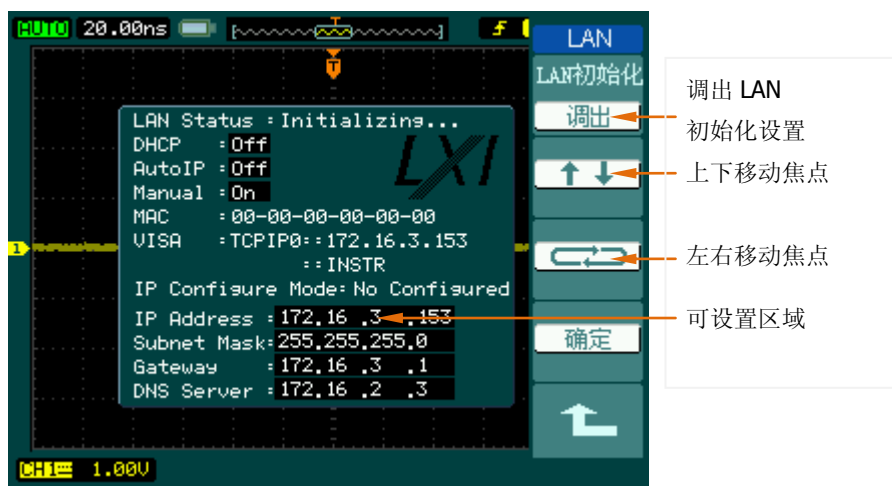 AUTO 20.00ns
T
LAN
LAN初始化
调出
确定
T
LAN Status :Initializing...
DHCP :Off
AutoIP :Off
Manual :On
MAC :00-00-00-00-00-00
VISA :TCPIP0::172.16.3.153
::INSTR
IP Configure Mode:No Configured
IP Address :172.16 .3 .153
Subnet Mask:255.255.255.0
Gateway :172.16 .3 .1
DNS Server :172.16 .2 .3
LXI
1
CH1 1.00V
调出 LAN
初始化设置
上下移动焦点
左右移动焦点
可设置区域